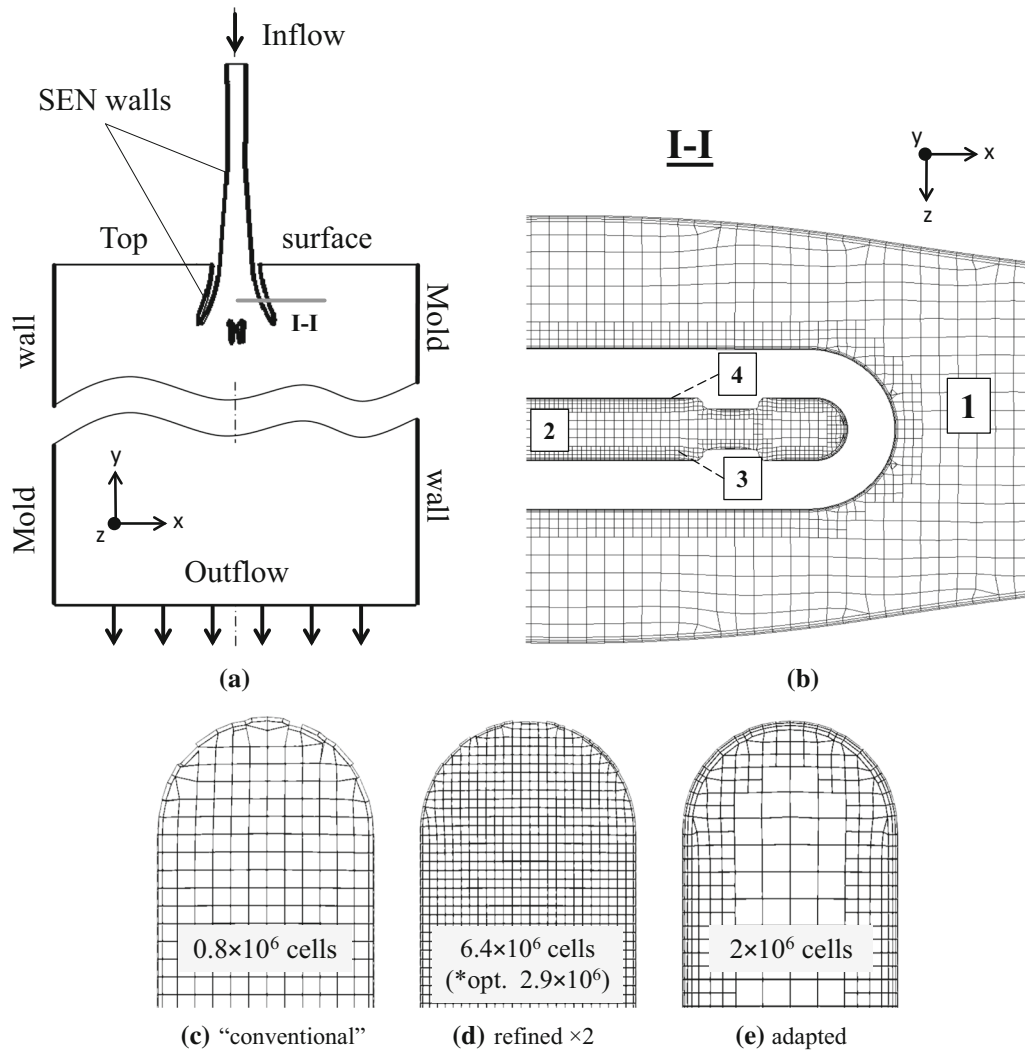 Inflow
SEN walls
Top surface
I-I
wall
Mold
y
x
z
Mold
wall
Outflow
(a)
I-I
y
x
z
4
2
1
3
(b)
0.8×10⁶ cells
6.4×10⁶ cells
(*opt. 2.9×10⁶)
2×10⁶ cells
(c) “conventional”
(d) refined ×2
(e) adapted